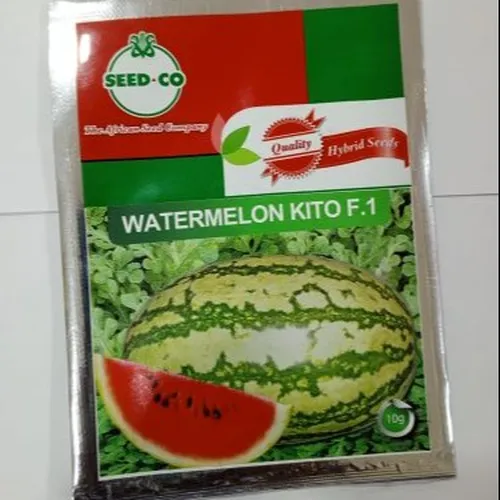 SEED·CO
The African Seed Company
Quality
Hybrid Seeds
WATERMELON KITO F.1
10g